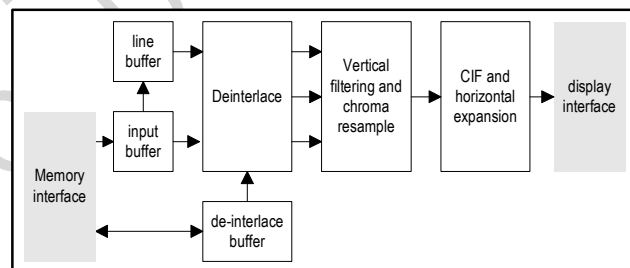 line
buffer
input
buffer
Memory
interface
Deinterlace
de-interlace
buffer
Vertical
filtering and
chroma
resample
CIF and
horizontal
expansion
display
interface